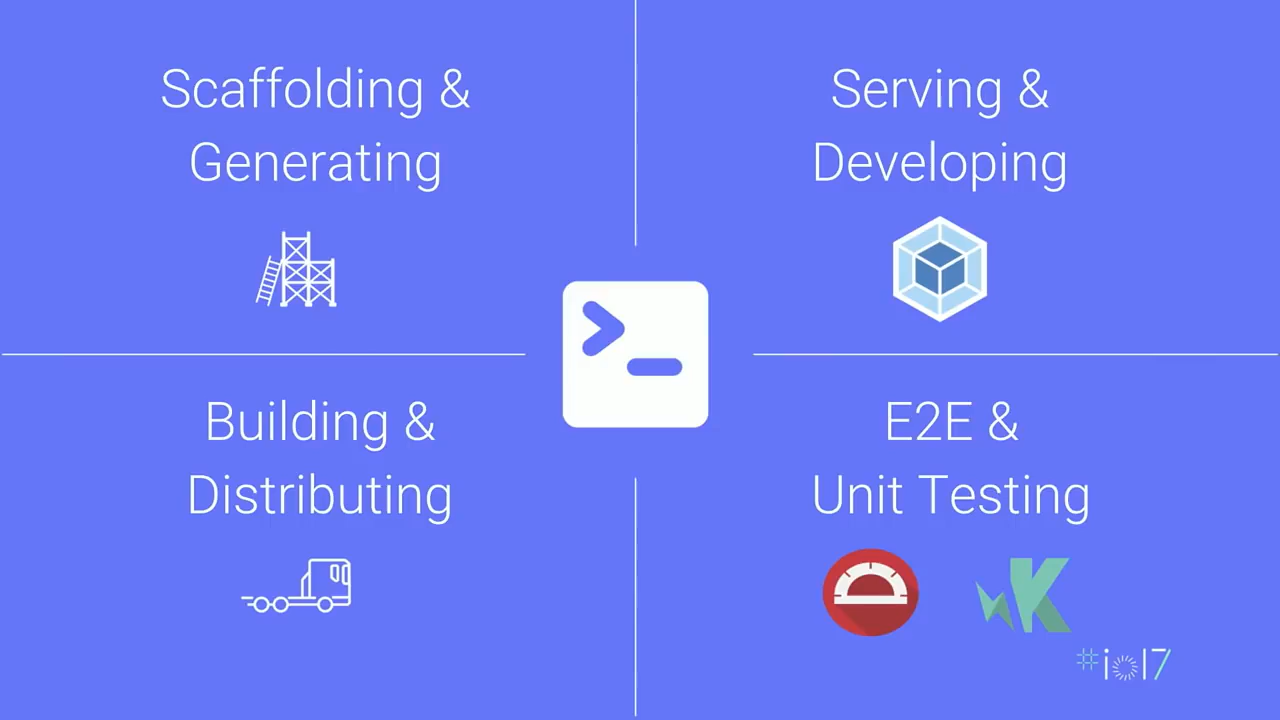 Scaffolding &
Generating
Serving &
Developing
Building &
Distributing
E2E &
Unit Testing
K
#io17